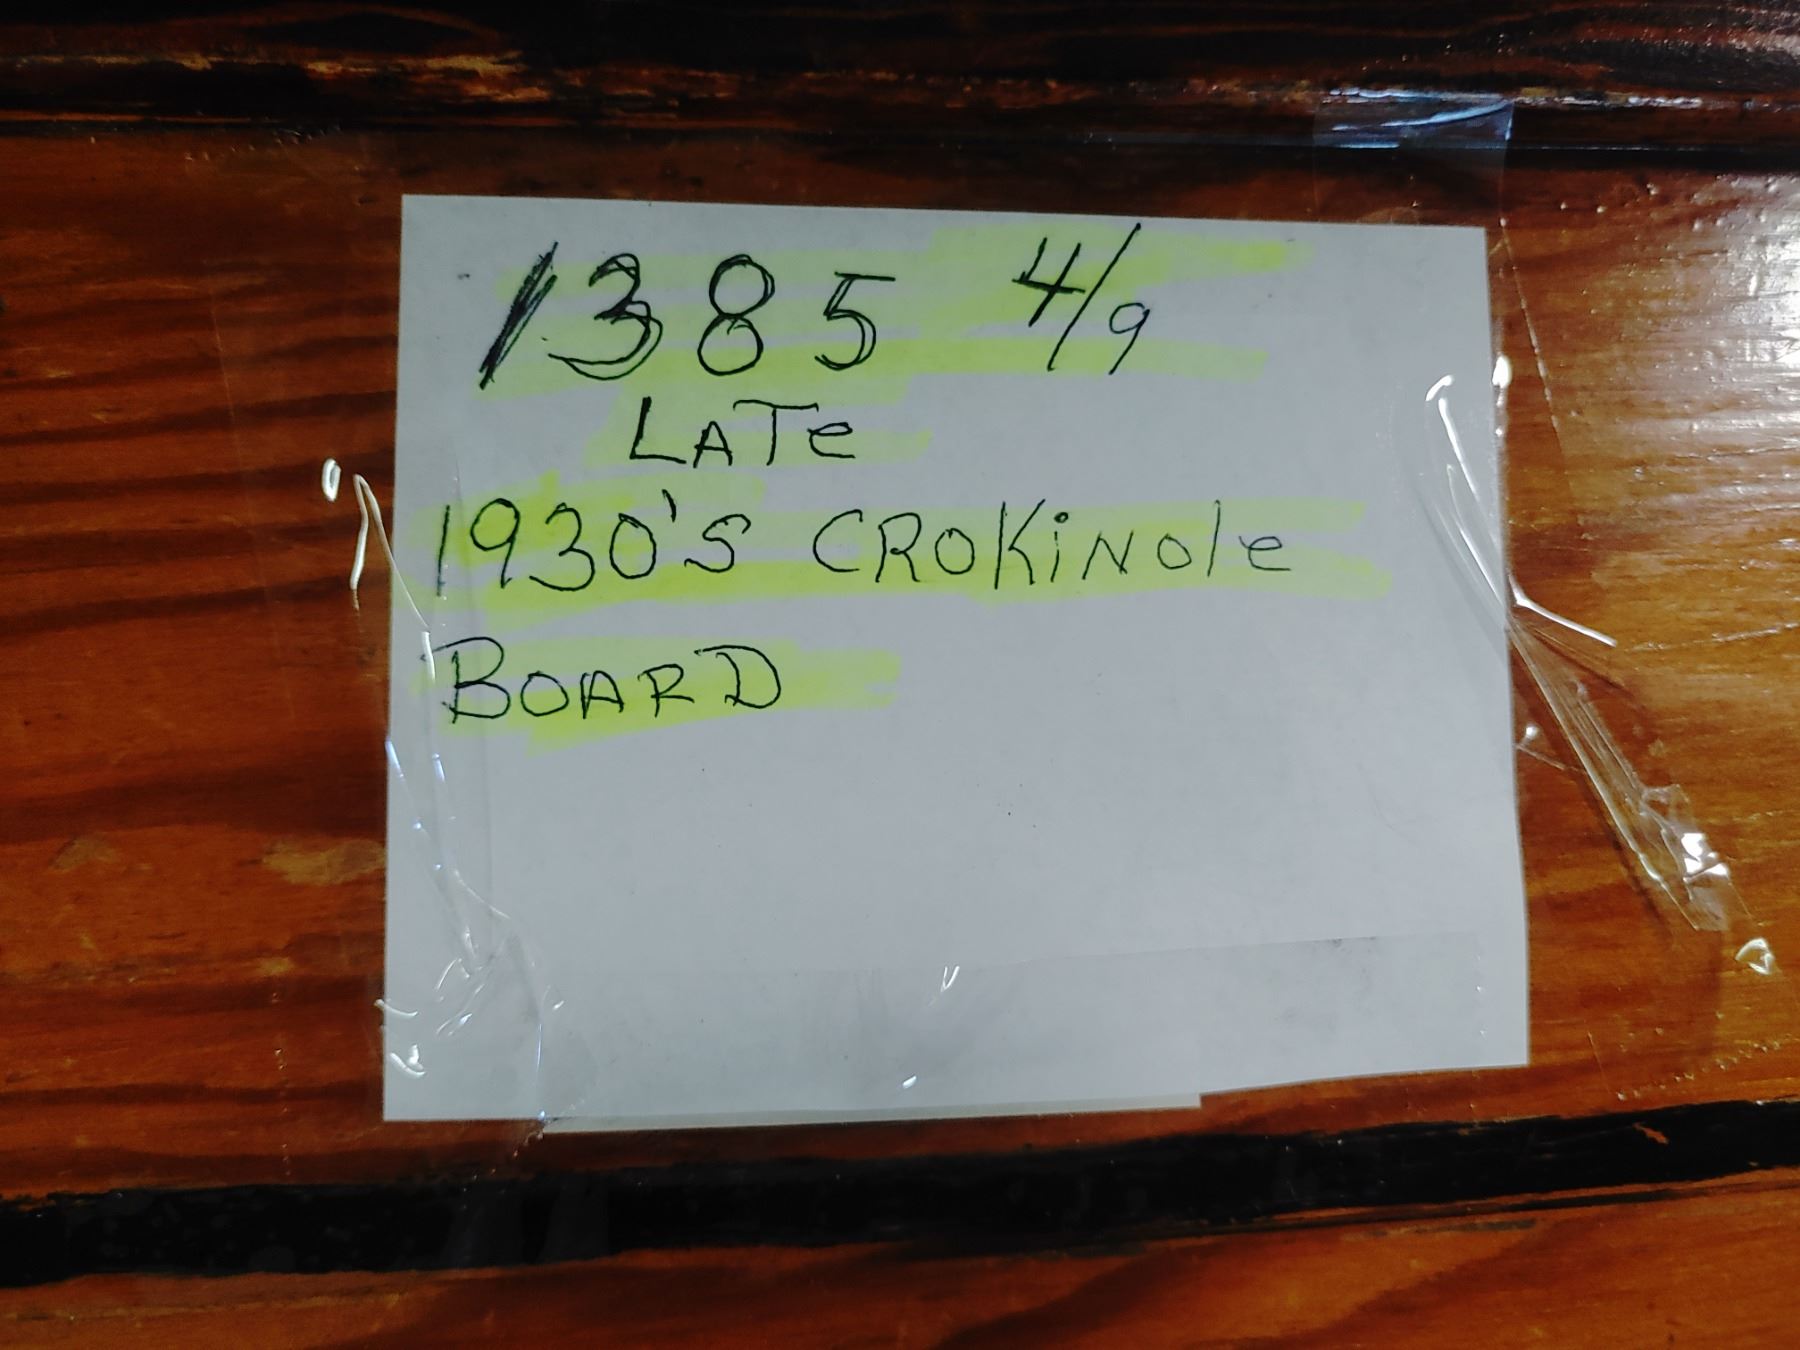 1385 4/9
LATe
1930's CROKiNole
BOARD